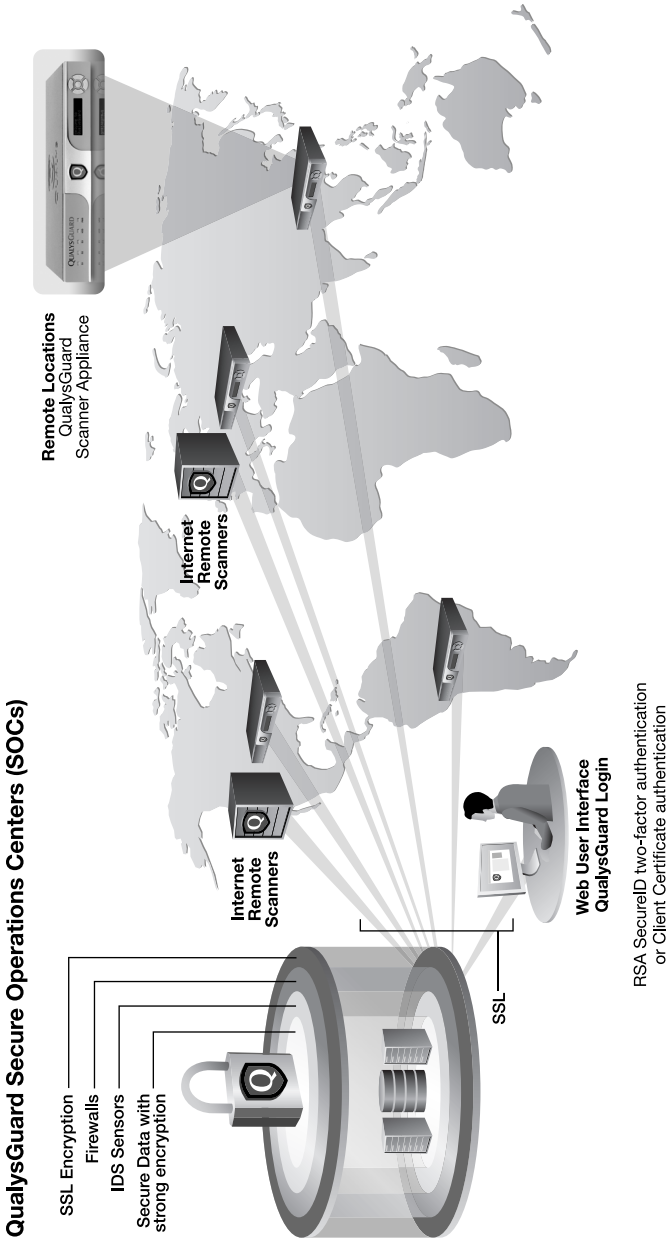 QualysGuard Secure Operations Centers (SOCs)
SSL Encryption
Firewalls
IDS Sensors
Secure Data with
strong encryption
Q
Internet
Remote
Scanners
Q
Internet
Remote
Scanners
Q
Remote Locations
QualysGuard
Scanner Appliance
QUALYSGUARD
SSL
Web User Interface
QualysGuard Login
RSA SecureID two-factor authentication
or Client Certificate authentication